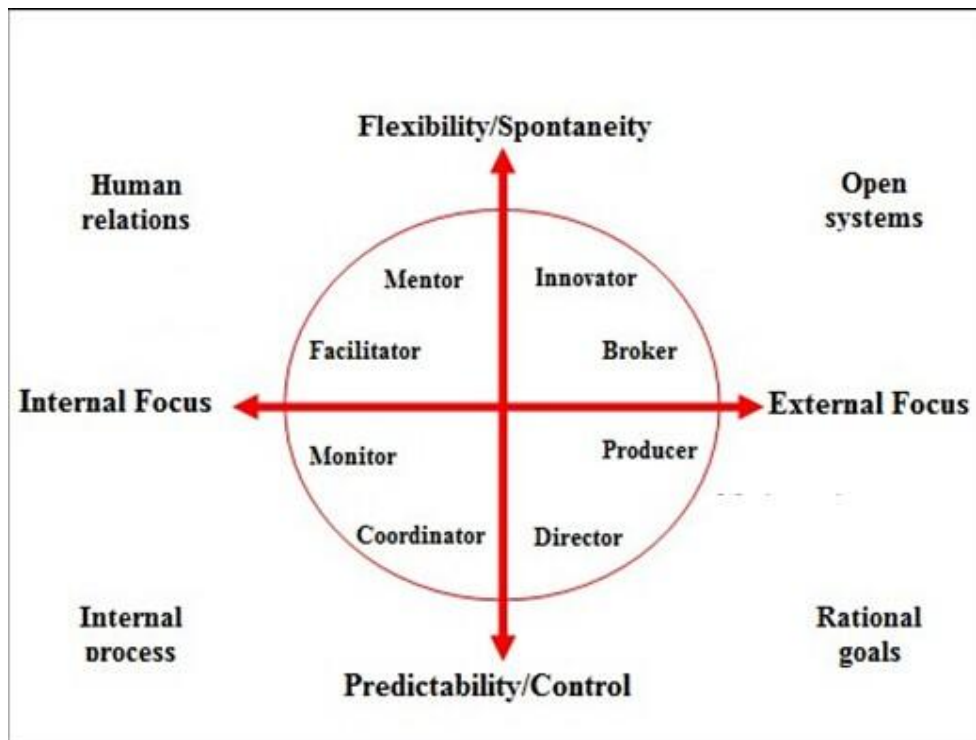 Flexibility/Spontaneity
Human
relations
Open
systems
Mentor
Innovator
Facilitator
Broker
Internal Focus
External Focus
Monitor
Producer
Coordinator
Director
Internal
process
Rational
goals
Predictability/Control